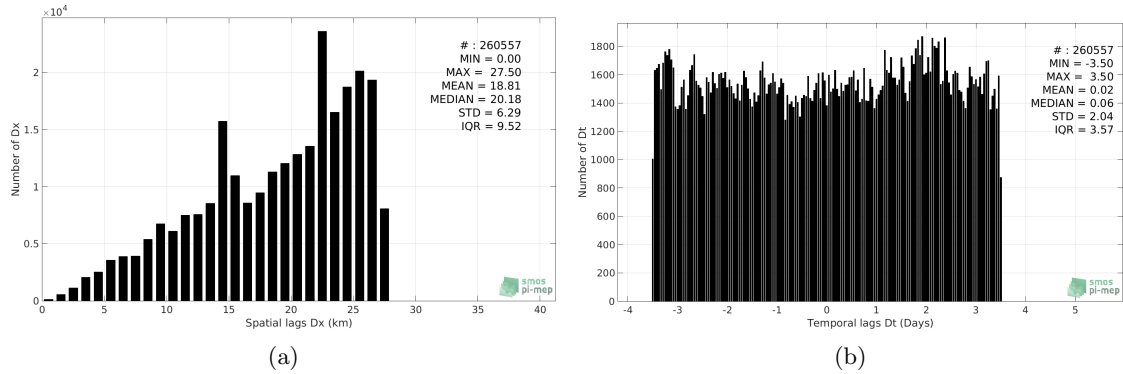 ×10⁴
2
1.5
1
0.5
0
Number of Dx
# : 260557
MIN = 0.00
MAX = 27.50
MEAN = 18.81
MEDIAN = 20.18
STD = 6.29
IQR = 9.52
smos
pi-mep
0 5 10 15 20 25 30 35 40
Spatial lags Dx (km)
(a)
1800
1600
1400
1200
1000
800
600
400
200
0
Number of Dt
# : 260557
MIN = -3.50
MAX = 3.50
MEAN = 0.02
MEDIAN = 0.06
STD = 2.04
IQR = 3.57
smos
pi-mep
-4 -3 -2 -1 0 1 2 3 4 5
Temporal lags Dt (Days)
(b)